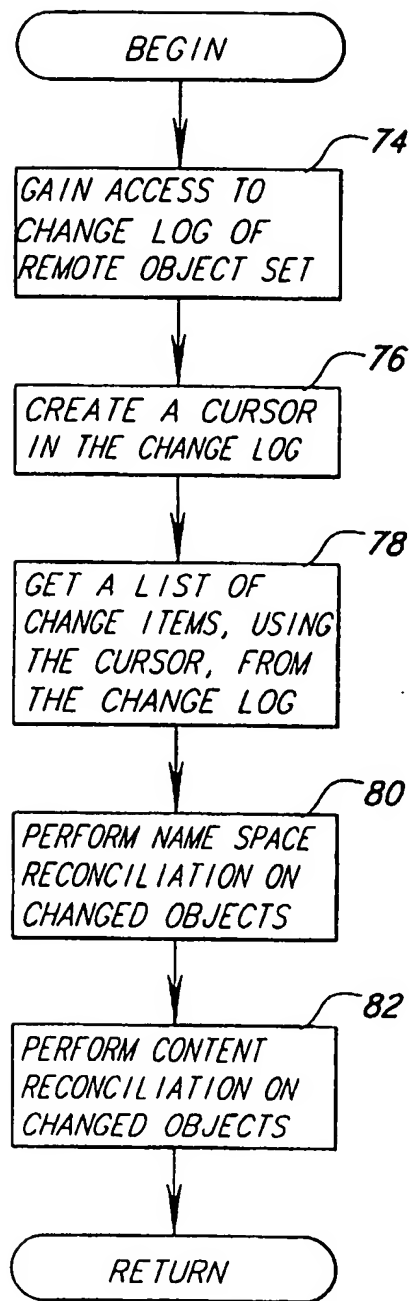 BEGIN
74
GAIN ACCESS TO
CHANGE LOG OF
REMOTE OBJECT SET
76
CREATE A CURSOR
IN THE CHANGE LOG
78
GET A LIST OF
CHANGE ITEMS, USING
THE CURSOR, FROM
THE CHANGE LOG
80
PERFORM NAME SPACE
RECONCILIATION ON
CHANGED OBJECTS
82
PERFORM CONTENT
RECONCILIATION ON
CHANGED OBJECTS
RETURN